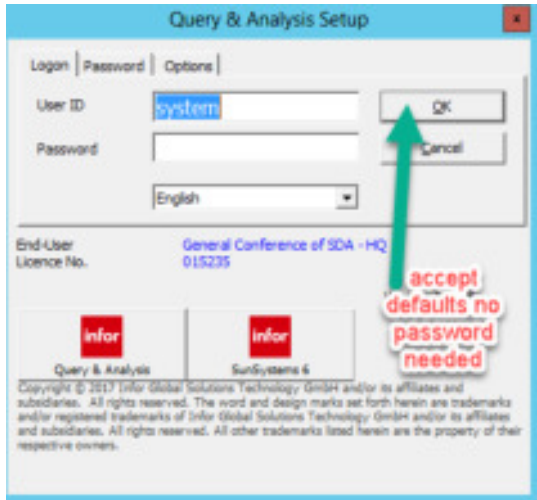 Query & Analysis Setup
Logon Password Options
User ID system OK
Password Cancel
English
End-User General Conference of SDA - HQ
Licence No. 015235
accept
defaults no
password
needed
infor infor
Query & Analysis SunSystems 6
Copyright © 2017 Infor Global Solutions Technology GmbH and/or its affiliates and
subsidiaries. All rights reserved. The word and design marks set forth herein are trademarks
and/or registered trademarks of Infor Global Solutions Technology GmbH and/or its affiliates
and subsidiaries. All rights reserved. All other trademarks listed herein are the property of their
respective owners.